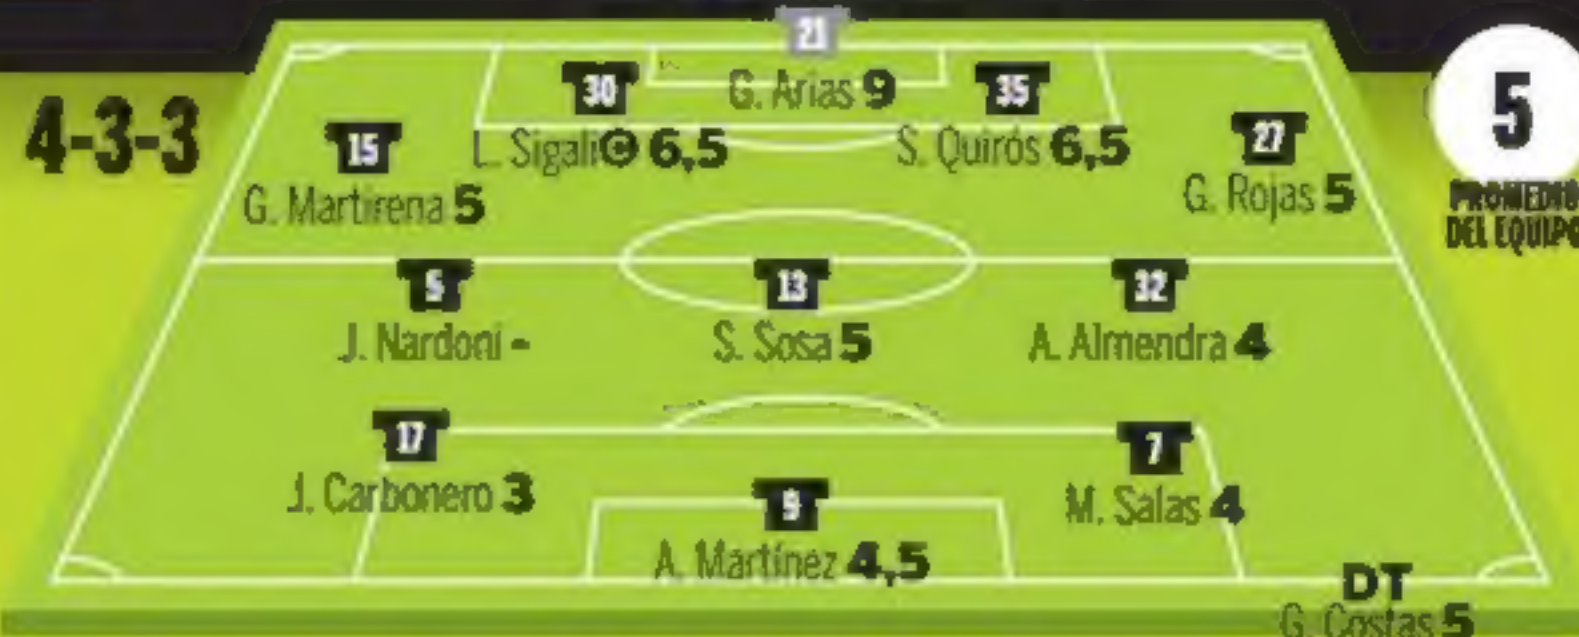 21
30
G. Arias 9
35
4-3-3
15
L. Sigali © 6,5
S. Quirós 6,5
27
5
G. Martirena 5
G. Rojas 5
PROMEDIO
DEL EQUIPO
5
13
32
J. Nardoni -
S. Sosa 5
A. Almendra 4
17
7
J. Carbonero 3
9
M. Salas 4
A. Martínez 4,5
DT
G. Costas 5